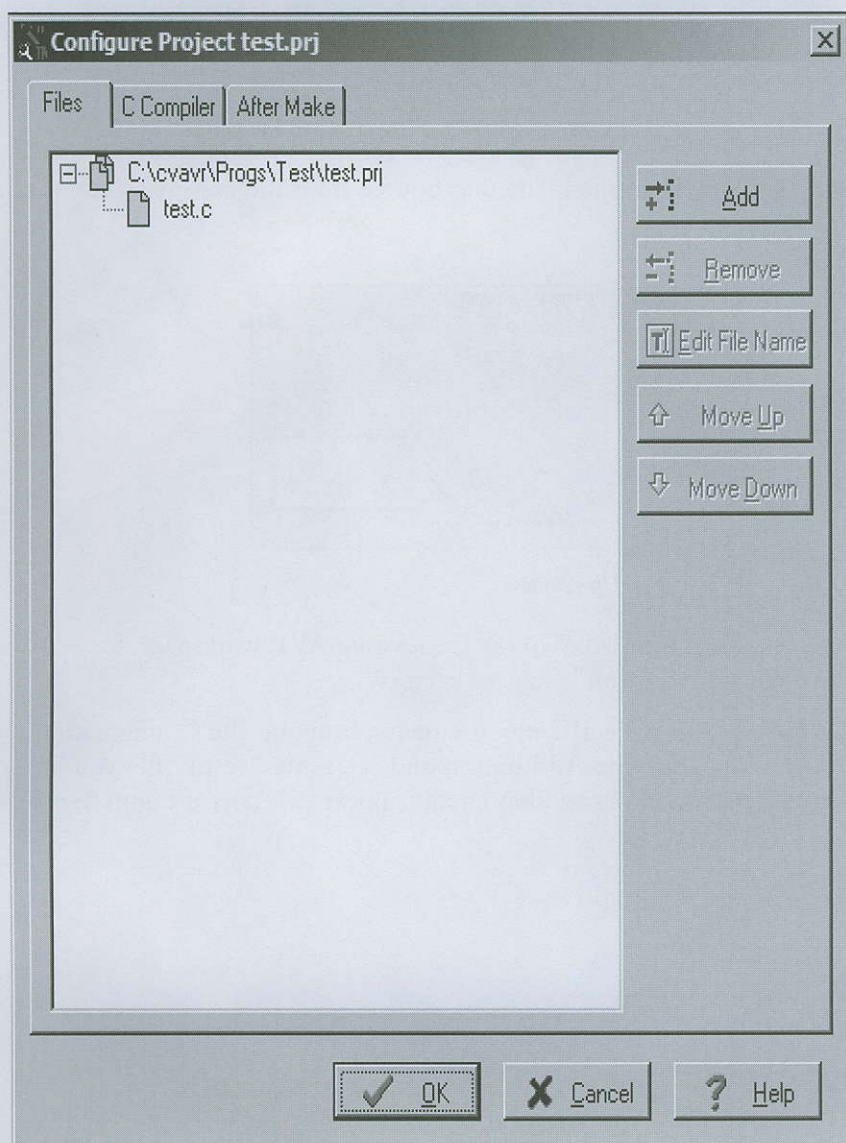 Configure Project test.prj
Files
C Compiler
After Make
C:\cvavr\Progs\Test\test.prj
test.c
Add
Remove
Edit File Name
Move Up
Move Down
OK
Cancel
Help